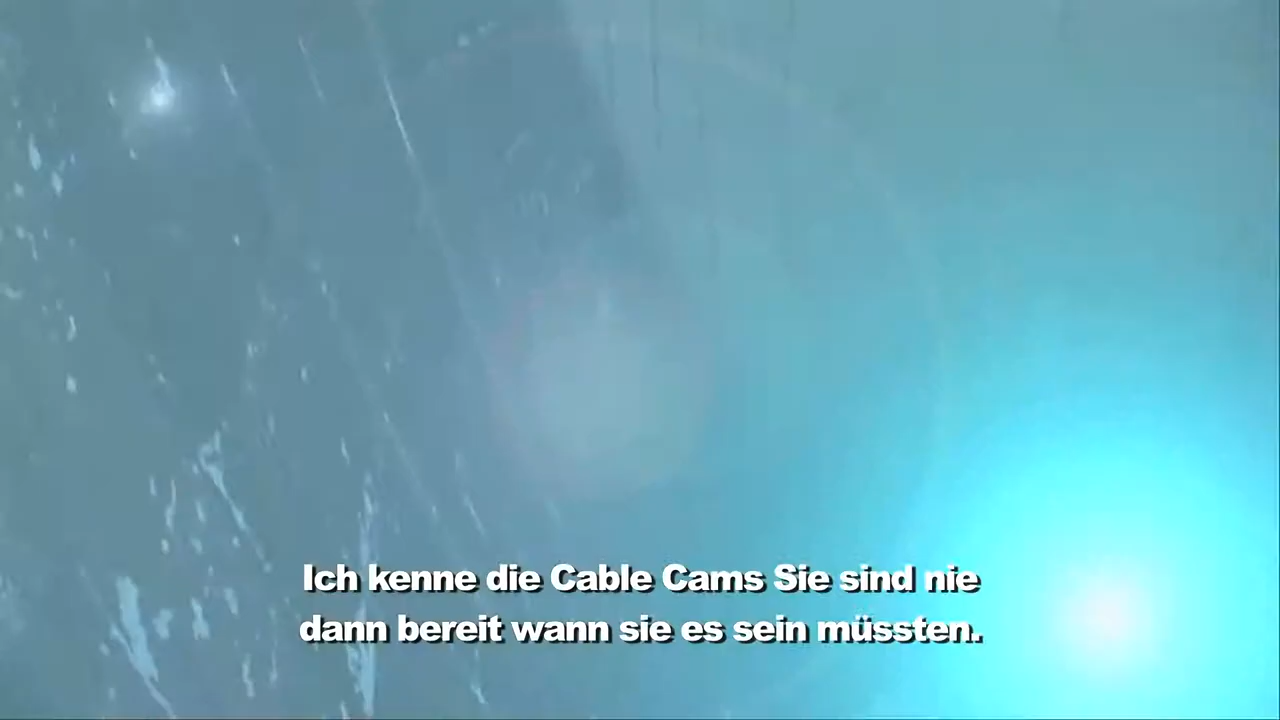 Ich kenne die Cable Cams Sie sind nie
dann bereit wann sie es sein müssten.